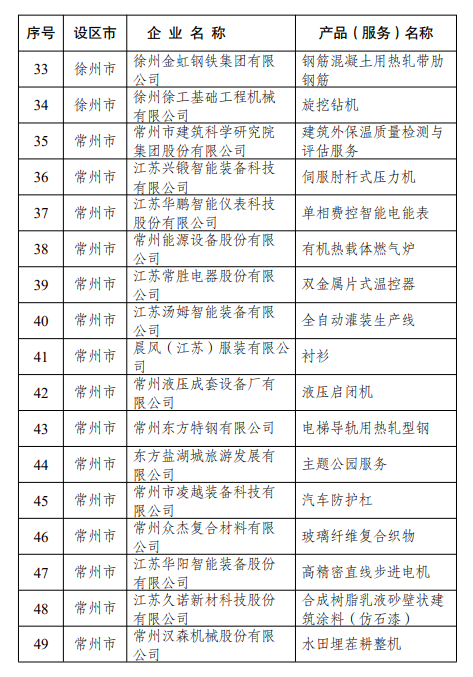 序号 设区市 企业名称 产品（服务）名称
33 徐州市 徐州金虹钢铁集团有限 钢筋混凝土用热轧带肋
公司 钢筋
34 徐州市 徐州徐工基础工程机械 旋挖钻机
有限公司
35 常州市 常州市建筑科学研究院 建筑外保温质量检测与
集团股份有限公司 评估服务
36 常州市 江苏兴锻智能装备科技 伺服肘杆式压力机
有限公司
37 常州市 江苏华鹏智能仪表科技 单相费控智能电能表
股份有限公司
38 常州市 常州能源设备股份有限 有机热载体燃气炉
公司
39 常州市 江苏常胜电器股份有限 双金属片式温控器
公司
40 常州市 江苏汤姆智能装备有限 全自动灌装生产线
公司
41 常州市 晨风（江苏）服装有限公 衬衫
司
42 常州市 常州液压成套设备厂有 液压启闭机
限公司
43 常州市 常州东方特钢有限公司 电梯导轨用热轧型钢
44 常州市 东方盐湖城旅游发展有 主题公园服务
限公司
45 常州市 常州市凌越装备科技有 汽车防护杠
限公司
46 常州市 常州众杰复合材料有限 玻璃纤维复合织物
公司
47 常州市 江苏华阳智能装备股份 高精密直线步进电机
有限公司
48 常州市 江苏久诺新材科技股份 合成树脂乳液砂壁状建
有限公司 筑涂料（仿石漆）
49 常州市 常州汉森机械股份有限 水田埋茬耕整机
公司